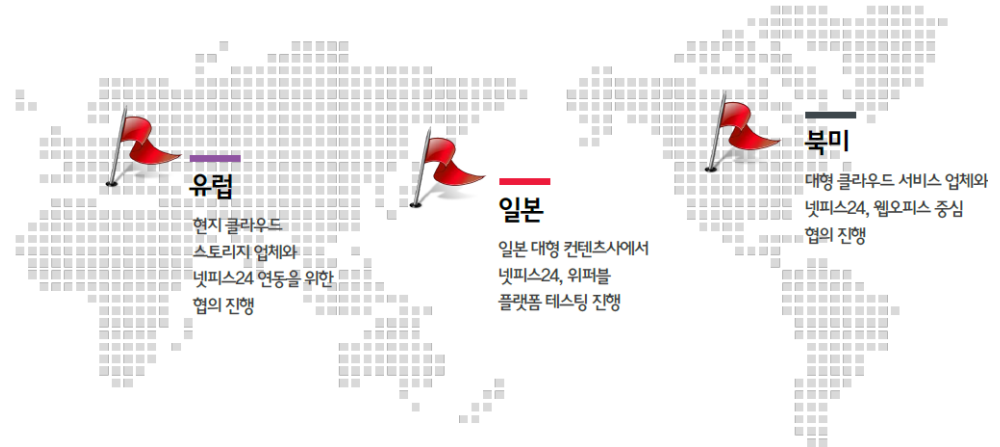 유럽
현지 클라우드
스토리지 업체와
넷피스24 연동을 위한
협의 진행
일본
일본 대형 컨텐츠사에서
넷피스24, 위퍼블
플랫폼 테스팅 진행
북미
대형 클라우드 서비스 업체와
넷피스24, 웹오피스 중심
협의 진행